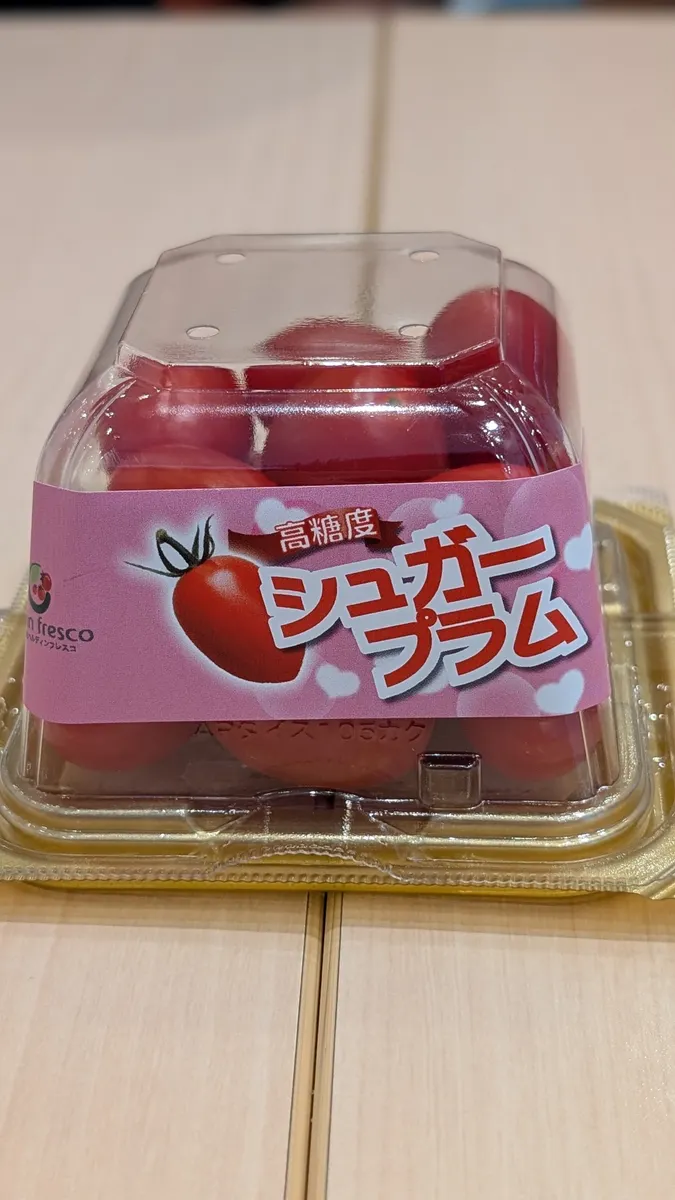 高糖度
シュガー
プラム
n fresco